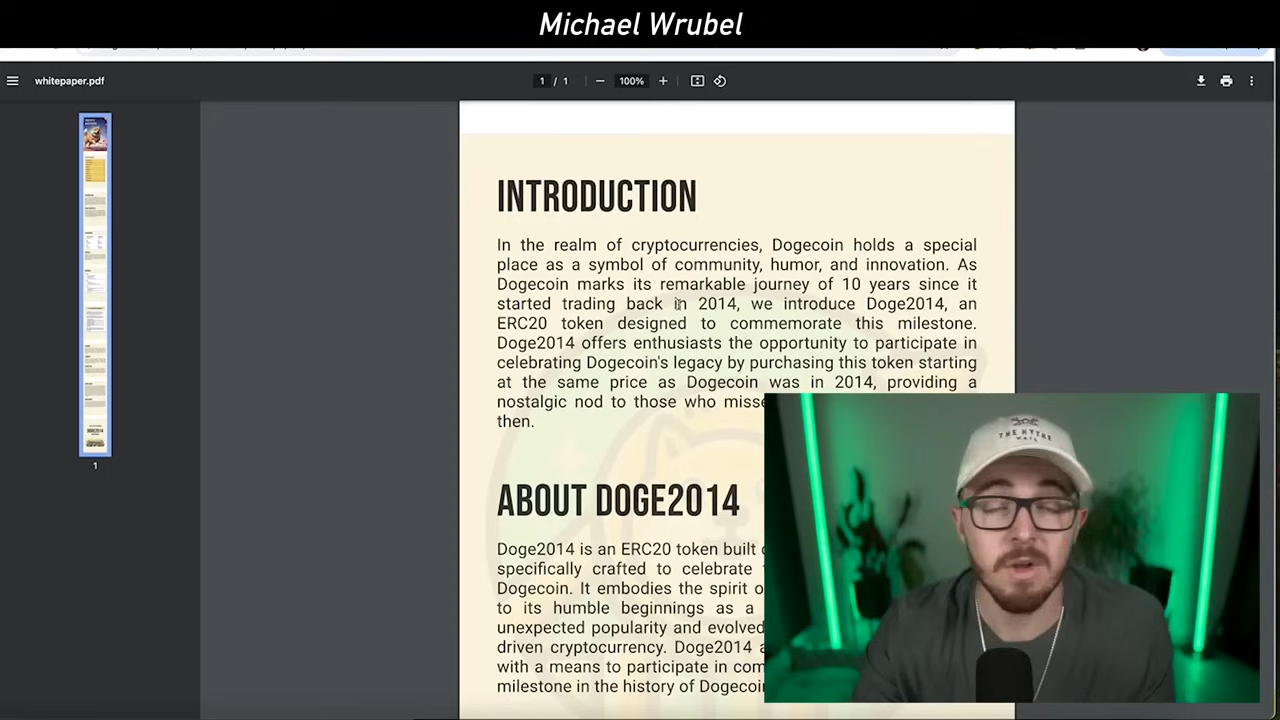 Michael Wrubel
whitepaper.pdf
1 / 1
100%
INTRODUCTION
In the realm of cryptocurrencies, Dogecoin holds a special
place as a symbol of community, humor, and innovation. As
Dogecoin marks its remarkable journey of 10 years since it
started trading back in 2014, we introduce Doge2014, an
ERC20 token designed to commemorate this milestone.
Doge2014 offers enthusiasts the opportunity to participate in
celebrating Dogecoin's legacy by purchasing this token starting
at the same price as Dogecoin was in 2014, providing a
nostalgic nod to those who misse
then.
ABOUT DOGE2014
Doge2014 is an ERC20 token built
specifically crafted to celebrate
Dogecoin. It embodies the spirit
to its humble beginnings as a
unexpected popularity and evolved
driven cryptocurrency. Doge2014
with a means to participate in com
milestone in the history of Dogecoi
1
THE HYTHE